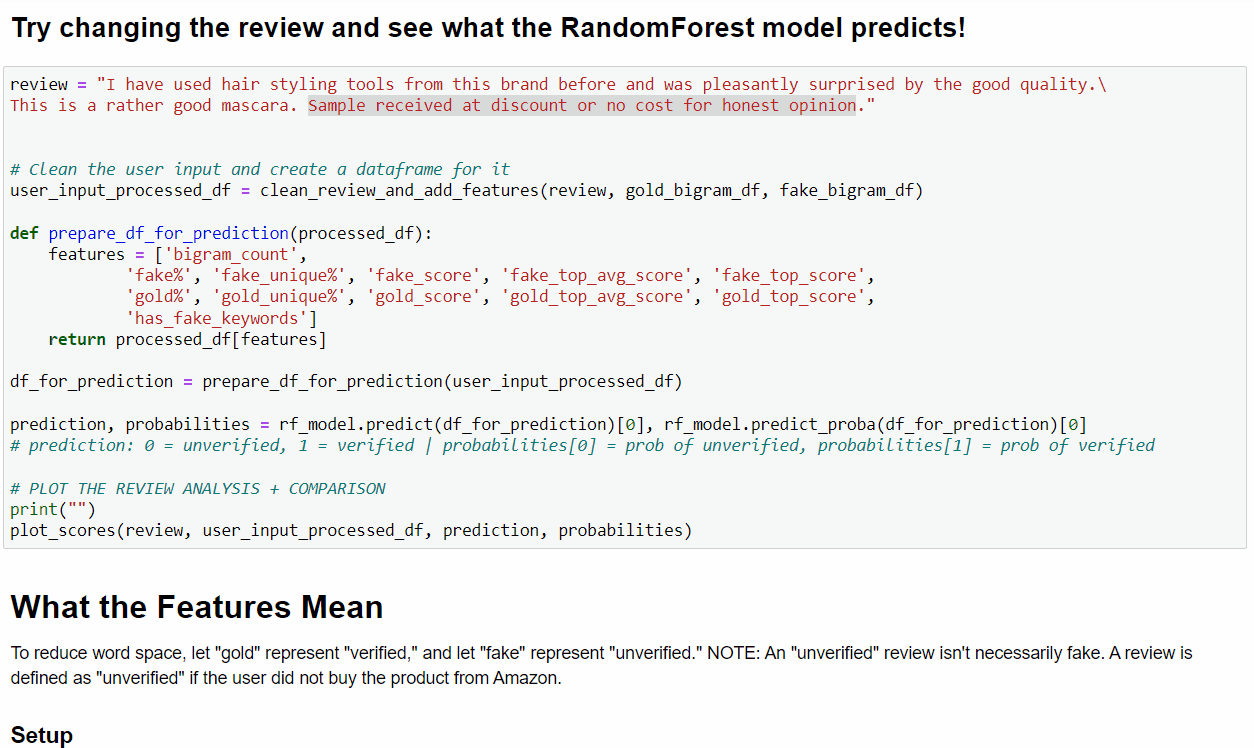 Try changing the review and see what the RandomForest model predicts!
review = "I have used hair styling tools from this brand before and was pleasantly surprised by the good quality.\
This is a rather good mascara. Sample received at discount or no cost for honest opinion."
# Clean the user input and create a dataframe for it
user_input_processed_df = clean_review_and_add_features(review, gold_bigram_df, fake_bigram_df)
def prepare_df_for_prediction(processed_df):
    features = ['bigram_count',
            'fake%', 'fake_unique%', 'fake_score', 'fake_top_avg_score', 'fake_top_score',
            'gold%', 'gold_unique%', 'gold_score', 'gold_top_avg_score', 'gold_top_score',
            'has_fake_keywords']
    return processed_df[features]
df_for_prediction = prepare_df_for_prediction(user_input_processed_df)
prediction, probabilities = rf_model.predict(df_for_prediction)[0], rf_model.predict_proba(df_for_prediction)[0]
# prediction: 0 = unverified, 1 = verified | probabilities[0] = prob of unverified, probabilities[1] = prob of verified
# PLOT THE REVIEW ANALYSIS + COMPARISON
print("")
plot_scores(review, user_input_processed_df, prediction, probabilities)
What the Features Mean
To reduce word space, let "gold" represent "verified," and let "fake" represent "unverified." NOTE: An "unverified" review isn't necessarily fake. A review is
defined as "unverified" if the user did not buy the product from Amazon.
Setup